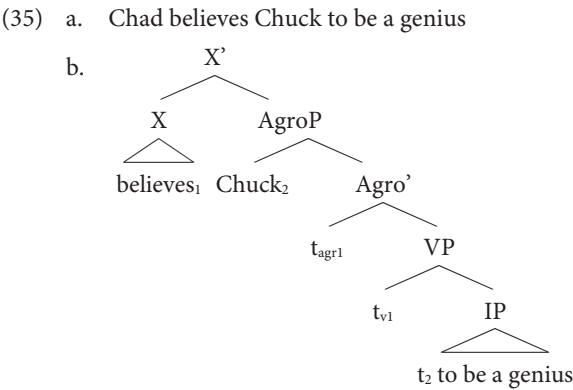 (35) a. Chad believes Chuck to be a genius
b. X’
X AgroP
believes₁ Chuck₂ Agro’
tagr1 VP
tv1 IP
t₂ to be a genius